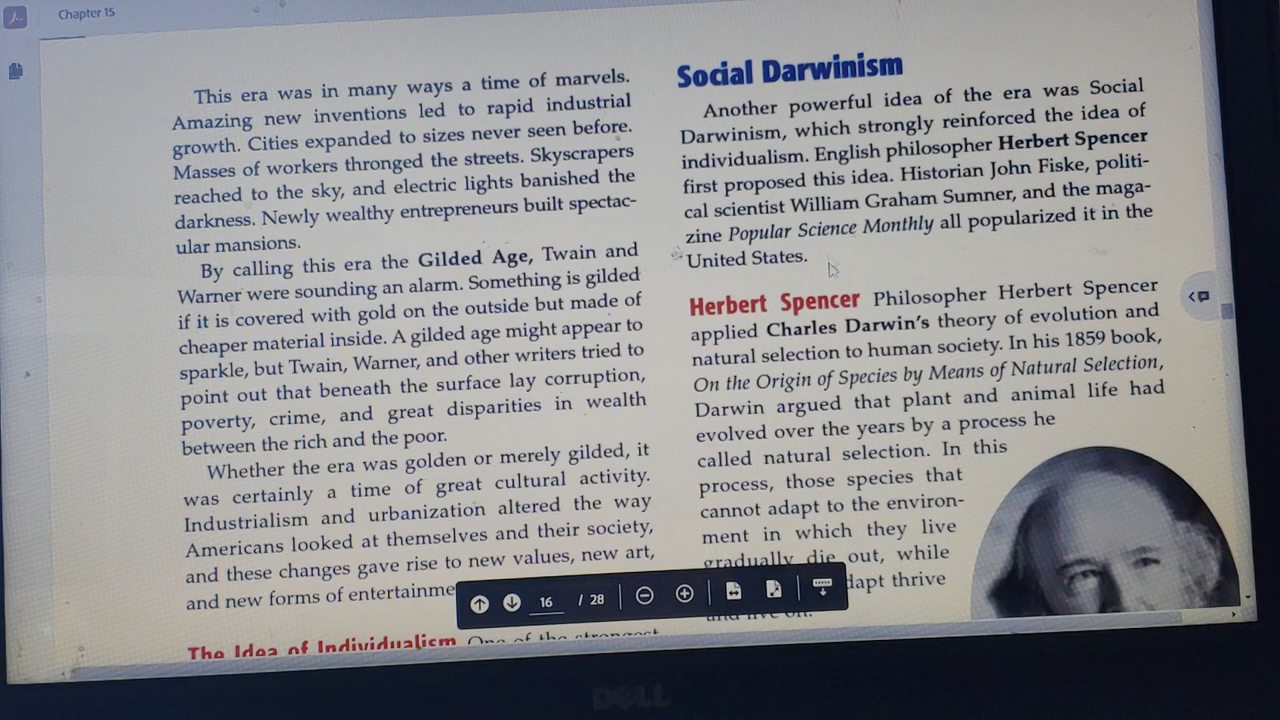 Chapter 15
This era was in many ways a time of marvels.
Amazing new inventions led to rapid industrial
growth. Cities expanded to sizes never seen before.
Masses of workers thronged the streets. Skyscrapers
reached to the sky, and electric lights banished the
darkness. Newly wealthy entrepreneurs built spectac-
ular mansions.
By calling this era the Gilded Age, Twain and
Warner were sounding an alarm. Something is gilded
if it is covered with gold on the outside but made of
cheaper material inside. A gilded age might appear to
sparkle, but Twain, Warner, and other writers tried to
point out that beneath the surface lay corruption,
poverty, crime, and great disparities in wealth
between the rich and the poor.
Whether the era was golden or merely gilded, it
was certainly a time of great cultural activity.
Industrialism and urbanization altered the way
Americans looked at themselves and their society,
and these changes gave rise to new values, new art,
and new forms of entertainme
The Idea of Individualism One of the strongest
Social Darwinism
Another powerful idea of the era was Social
Darwinism, which strongly reinforced the idea of
individualism. English philosopher Herbert Spencer
first proposed this idea. Historian John Fiske, politi-
cal scientist William Graham Sumner, and the maga-
zine Popular Science Monthly all popularized it in the
United States.
Herbert Spencer Philosopher Herbert Spencer
applied Charles Darwin's theory of evolution and
natural selection to human society. In his 1859 book,
On the Origin of Species by Means of Natural Selection,
Darwin argued that plant and animal life had
evolved over the years by a process he
called natural selection. In this
process, those species that
cannot adapt to the environ-
ment in which they live
gradually die out, while
dapt thrive
and live on.
16 / 28
DELL